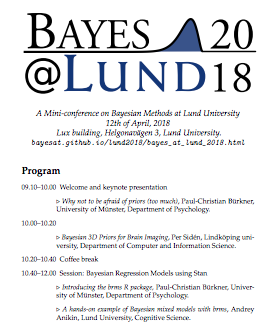 BAYES 20
@LUND18
A Mini-conference on Bayesian Methods at Lund University
12th of April, 2018
Lux building, Helgonavägen 3, Lund University.
bayesat.github.io/lund2018/bayes_at_lund_2018.html
Program
09.10–10.00 Welcome and keynote presentation
▹ Why not to be afraid of priors (too much), Paul-Christian Bürkner,
University of Münster, Department of Psychology.
10.00–10.20
▹ Bayesian 3D Priors for Brain Imaging, Per Sidén, Linköping uni-
versity, Department of Computer and Information Science.
10.20–10.40 Coffee break
10.40–12.00 Session: Bayesian Regression Models using Stan
▹ Introducing the brms R package, Paul-Christian Bürkner, Univer-
sity of Münster, Department of Psychology.
▹ A hands-on example of Bayesian mixed models with brms, Andrey
Anikin, Lund University, Cognitive Science.